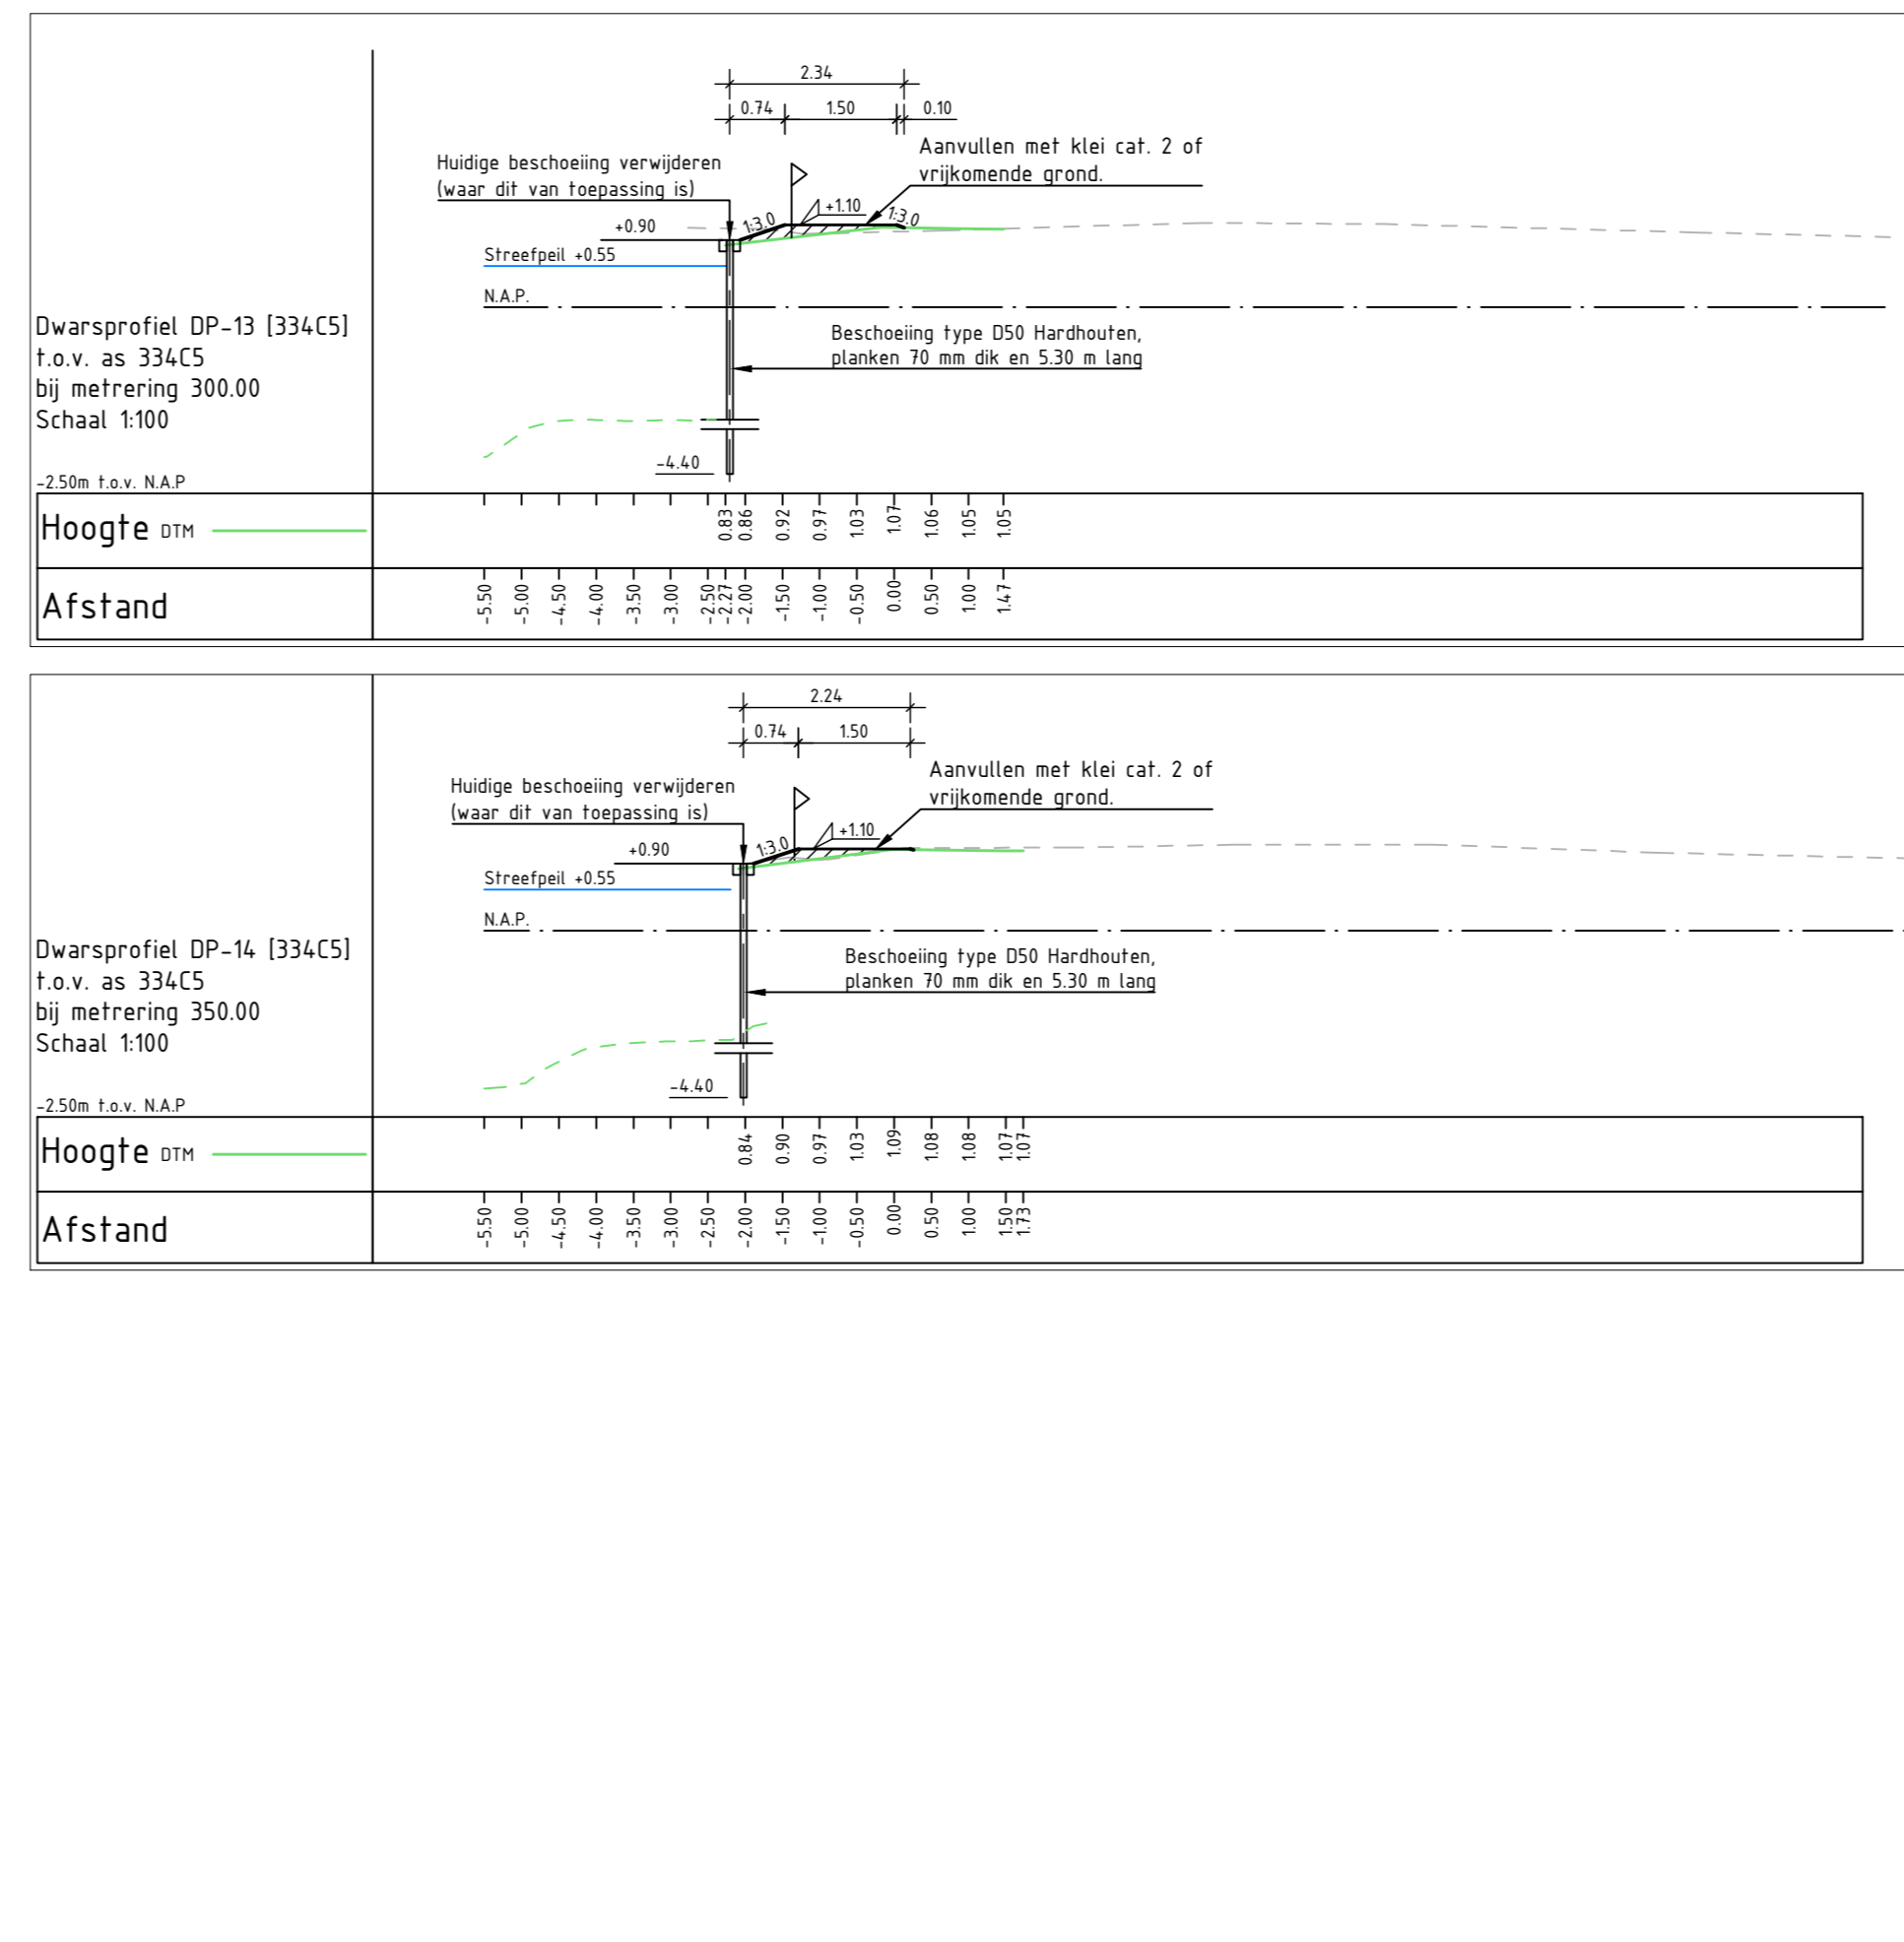 2.34
0.74 1.50 0.10
Aanvullen met klei cat. 2 of
vrijkomende grond.
Huidige beschoeiing verwijderen
(waar dit van toepassing is)
+0.90 1:3.0 +1.10 1:3.0
Streefpeil +0.55
N.A.P.
Beschoeiing type D50 Hardhouten,
planken 70 mm dik en 5.30 m lang
Dwarsprofiel DP-13 [334C5]
t.o.v. as 334C5
bij metrering 300.00
Schaal 1:100
-4.40
-2.50m t.o.v. N.A.P
Hoogte DTM 0.83 0.86 0.92 0.97 1.03 1.07 1.06 1.05 1.05
Afstand -5.50 -5.00 -4.50 -4.00 -3.50 -3.00 -2.50 -2.27 -2.00 -1.50 -1.00 -0.50 0.00 0.50 1.00 1.47
2.24
0.74 1.50
Aanvullen met klei cat. 2 of
vrijkomende grond.
Huidige beschoeiing verwijderen
(waar dit van toepassing is)
+0.90 1:3.0 +1.10
Streefpeil +0.55
N.A.P.
Beschoeiing type D50 Hardhouten,
planken 70 mm dik en 5.30 m lang
Dwarsprofiel DP-14 [334C5]
t.o.v. as 334C5
bij metrering 350.00
Schaal 1:100
-4.40
-2.50m t.o.v. N.A.P
Hoogte DTM 0.84 0.90 0.97 1.03 1.09 1.08 1.08 1.07 1.07
Afstand -5.50 -5.00 -4.50 -4.00 -3.50 -3.00 -2.50 -2.00 -1.50 -1.00 -0.50 0.00 0.50 1.00 1.50 1.73